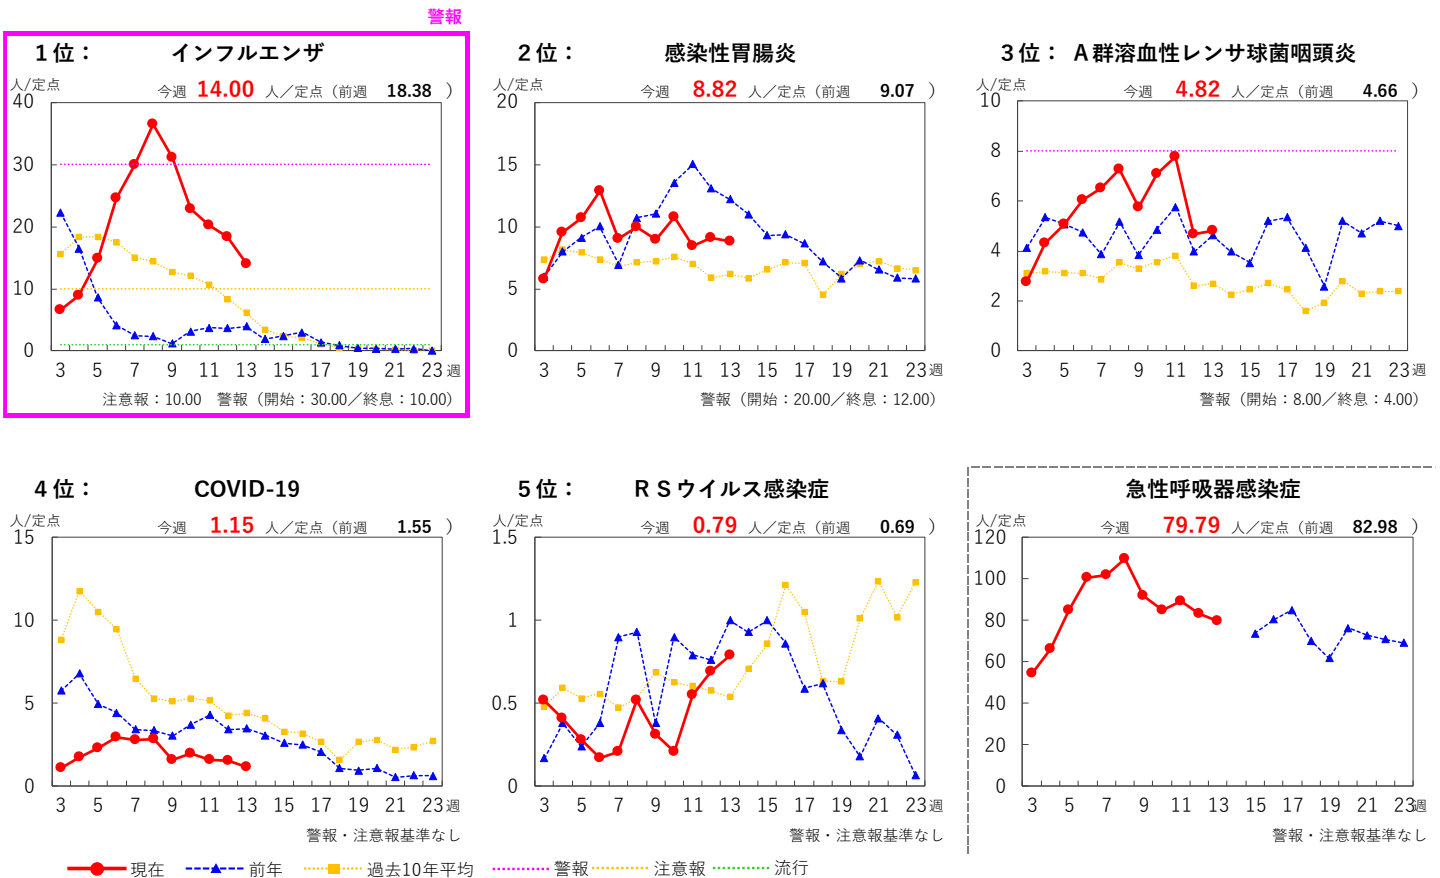 警報
1位： インフルエンザ
人/定点 今週 14.00 人／定点（前週 18.38 ）
40
30
20
10
0
3 5 7 9 11 13 15 17 19 21 23 週
注意報：10.00 警報（開始：30.00／終息：10.00）
2位： 感染性胃腸炎
人/定点 今週 8.82 人／定点（前週 9.07 ）
20
15
10
5
0
3 5 7 9 11 13 15 17 19 21 23 週
警報（開始：20.00／終息：12.00）
3位： A群溶血性レンサ球菌咽頭炎
人/定点 今週 4.82 人／定点（前週 4.66 ）
10
8
6
4
2
0
3 5 7 9 11 13 15 17 19 21 23 週
警報（開始：8.00／終息：4.00）
4位： COVID-19
人/定点 今週 1.15 人／定点（前週 1.55 ）
15
10
5
0
3 5 7 9 11 13 15 17 19 21 23 週
警報・注意報基準なし
5位： ＲＳウイルス感染症
人/定点 今週 0.79 人／定点（前週 0.69 ）
1.5
1
0.5
0
3 5 7 9 11 13 15 17 19 21 23 週
警報・注意報基準なし
急性呼吸器感染症
人/定点 今週 79.79 人／定点（前週 82.98 ）
120
100
80
60
40
20
0
3 5 7 9 11 13 15 17 19 21 23 週
警報・注意報基準なし
現在 前年 過去10年平均 警報 注意報 流行